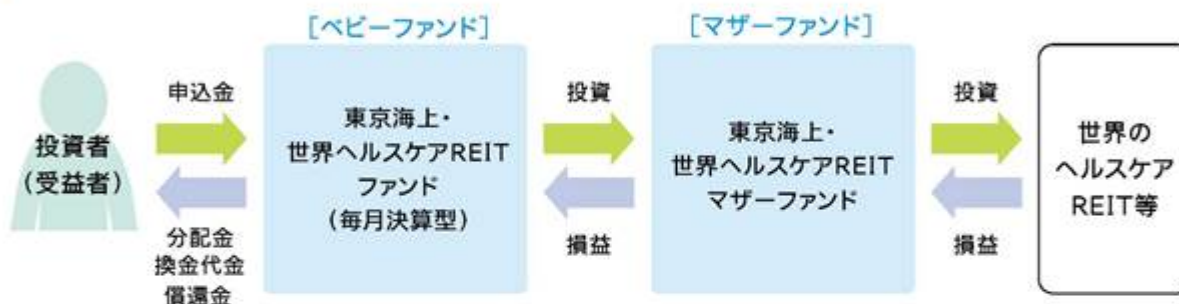 [ベビーファンド]
[マザーファンド]
投資者
(受益者)
申込金
分配金
換金代金
償還金
東京海上・
世界ヘルスケアREIT
ファンド
(毎月決算型)
投資
損益
東京海上・
世界ヘルスケアREIT
マザーファンド
投資
損益
世界の
ヘルスケア
REIT等